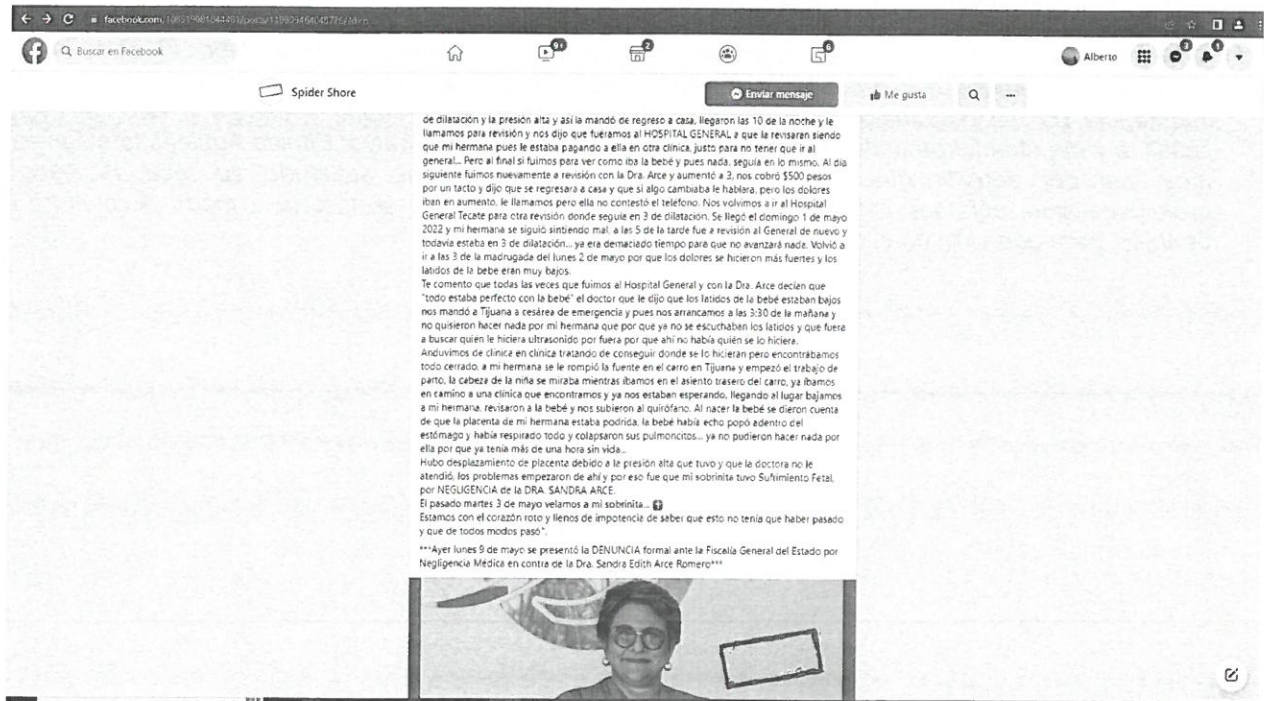 facebook.com
Buscar en Facebook
9+
2
6
Alberto
3
9
Spider Shore
Enviar mensaje
Me gusta
de dilatación y la presión alta y así la mandó de regreso a casa, llegaron las 10 de la noche y le
llamamos para revisión y nos dijo que fueramos al HOSPITAL GENERAL a que la revisaran siendo
que mi hermana pues le estaba pagando a ella en otra clínica, justo para no tener que ir al
general... Pero al final si fuimos para ver como iba la bebé y pues nada, seguía en lo mismo. Al día
siguiente fuimos nuevamente a revisión con la Dra. Arce y aumentó a 3, nos cobró $500 pesos
por un tacto y dijo que se regresara a casa y que si algo cambiaba le hablara, pero los dolores
iban en aumento, le llamamos pero ella no contestó el teléfono. Nos volvimos a ir al Hospital
General Tecate para otra revisión donde seguía en 3 de dilatación. Se llegó el domingo 1 de mayo
2022 y mi hermana se siguió sintiendo mal, a las 5 de la tarde fue a revisión al General de nuevo y
todavía estaba en 3 de dilatación... ya era demaciado tiempo para que no avanzará nada. Volvió a
ir a las 3 de la madrugada del lunes 2 de mayo por que los dolores se hicieron más fuertes y los
latidos de la bebe eran muy bajos.
Te comento que todas las veces que fuimos al Hospital General y con la Dra. Arce decían que
"todo estaba perfecto con la bebé" el doctor que le dijo que los latidos de la bebé estaban bajos
nos mandó a Tijuana a cesárea de emergencia y pues nos arrancamos a las 3:30 de la mañana y
no quisieron hacer nada por mi hermana que por que ya no se escuchaban los latidos y que fuera
a buscar quién le hiciera ultrasonido por fuera por que ahí no había quién se lo hiciera.
Anduvimos de clínica en clínica tratando de conseguir donde se lo hicieran pero encontrábamos
todo cerrado, a mi hermana se le rompió la fuente en el carro en Tijuana y empezó el trabajo de
parto, la cabeza de la niña se miraba mientras íbamos en el asiento trasero del carro, ya íbamos
en camino a una clínica que encontramos y ya nos estaban esperando, llegando al lugar bajamos
a mi hermana, revisaron a la bebé y nos subieron al quirófano. Al nacer la bebé se dieron cuenta
de que la placenta de mi hermana estaba podrida, la bebé había echo popó adentro del
estómago y había respirado todo y colapsaron sus pulmoncitos... ya no pudieron hacer nada por
ella por que ya tenía más de una hora sin vida...
Hubo desplazamiento de placenta debido a la presión alta que tuvo y que la doctora no le
atendió, los problemas empezaron de ahí y por eso fue que mi sobrinita tuvo Sufrimiento Fetal,
por NEGLIGENCIA de la DRA. SANDRA ARCE.
El pasado martes 3 de mayo velamos a mi sobrinita...
Estamos con el corazón roto y llenos de impotencia de saber que esto no tenía que haber pasado
y que de todos modos pasó".
***Ayer lunes 9 de mayo se presentó la DENUNCIA formal ante la Fiscalía General del Estado por
Negligencia Médica en contra de la Dra. Sandra Edith Arce Romero***